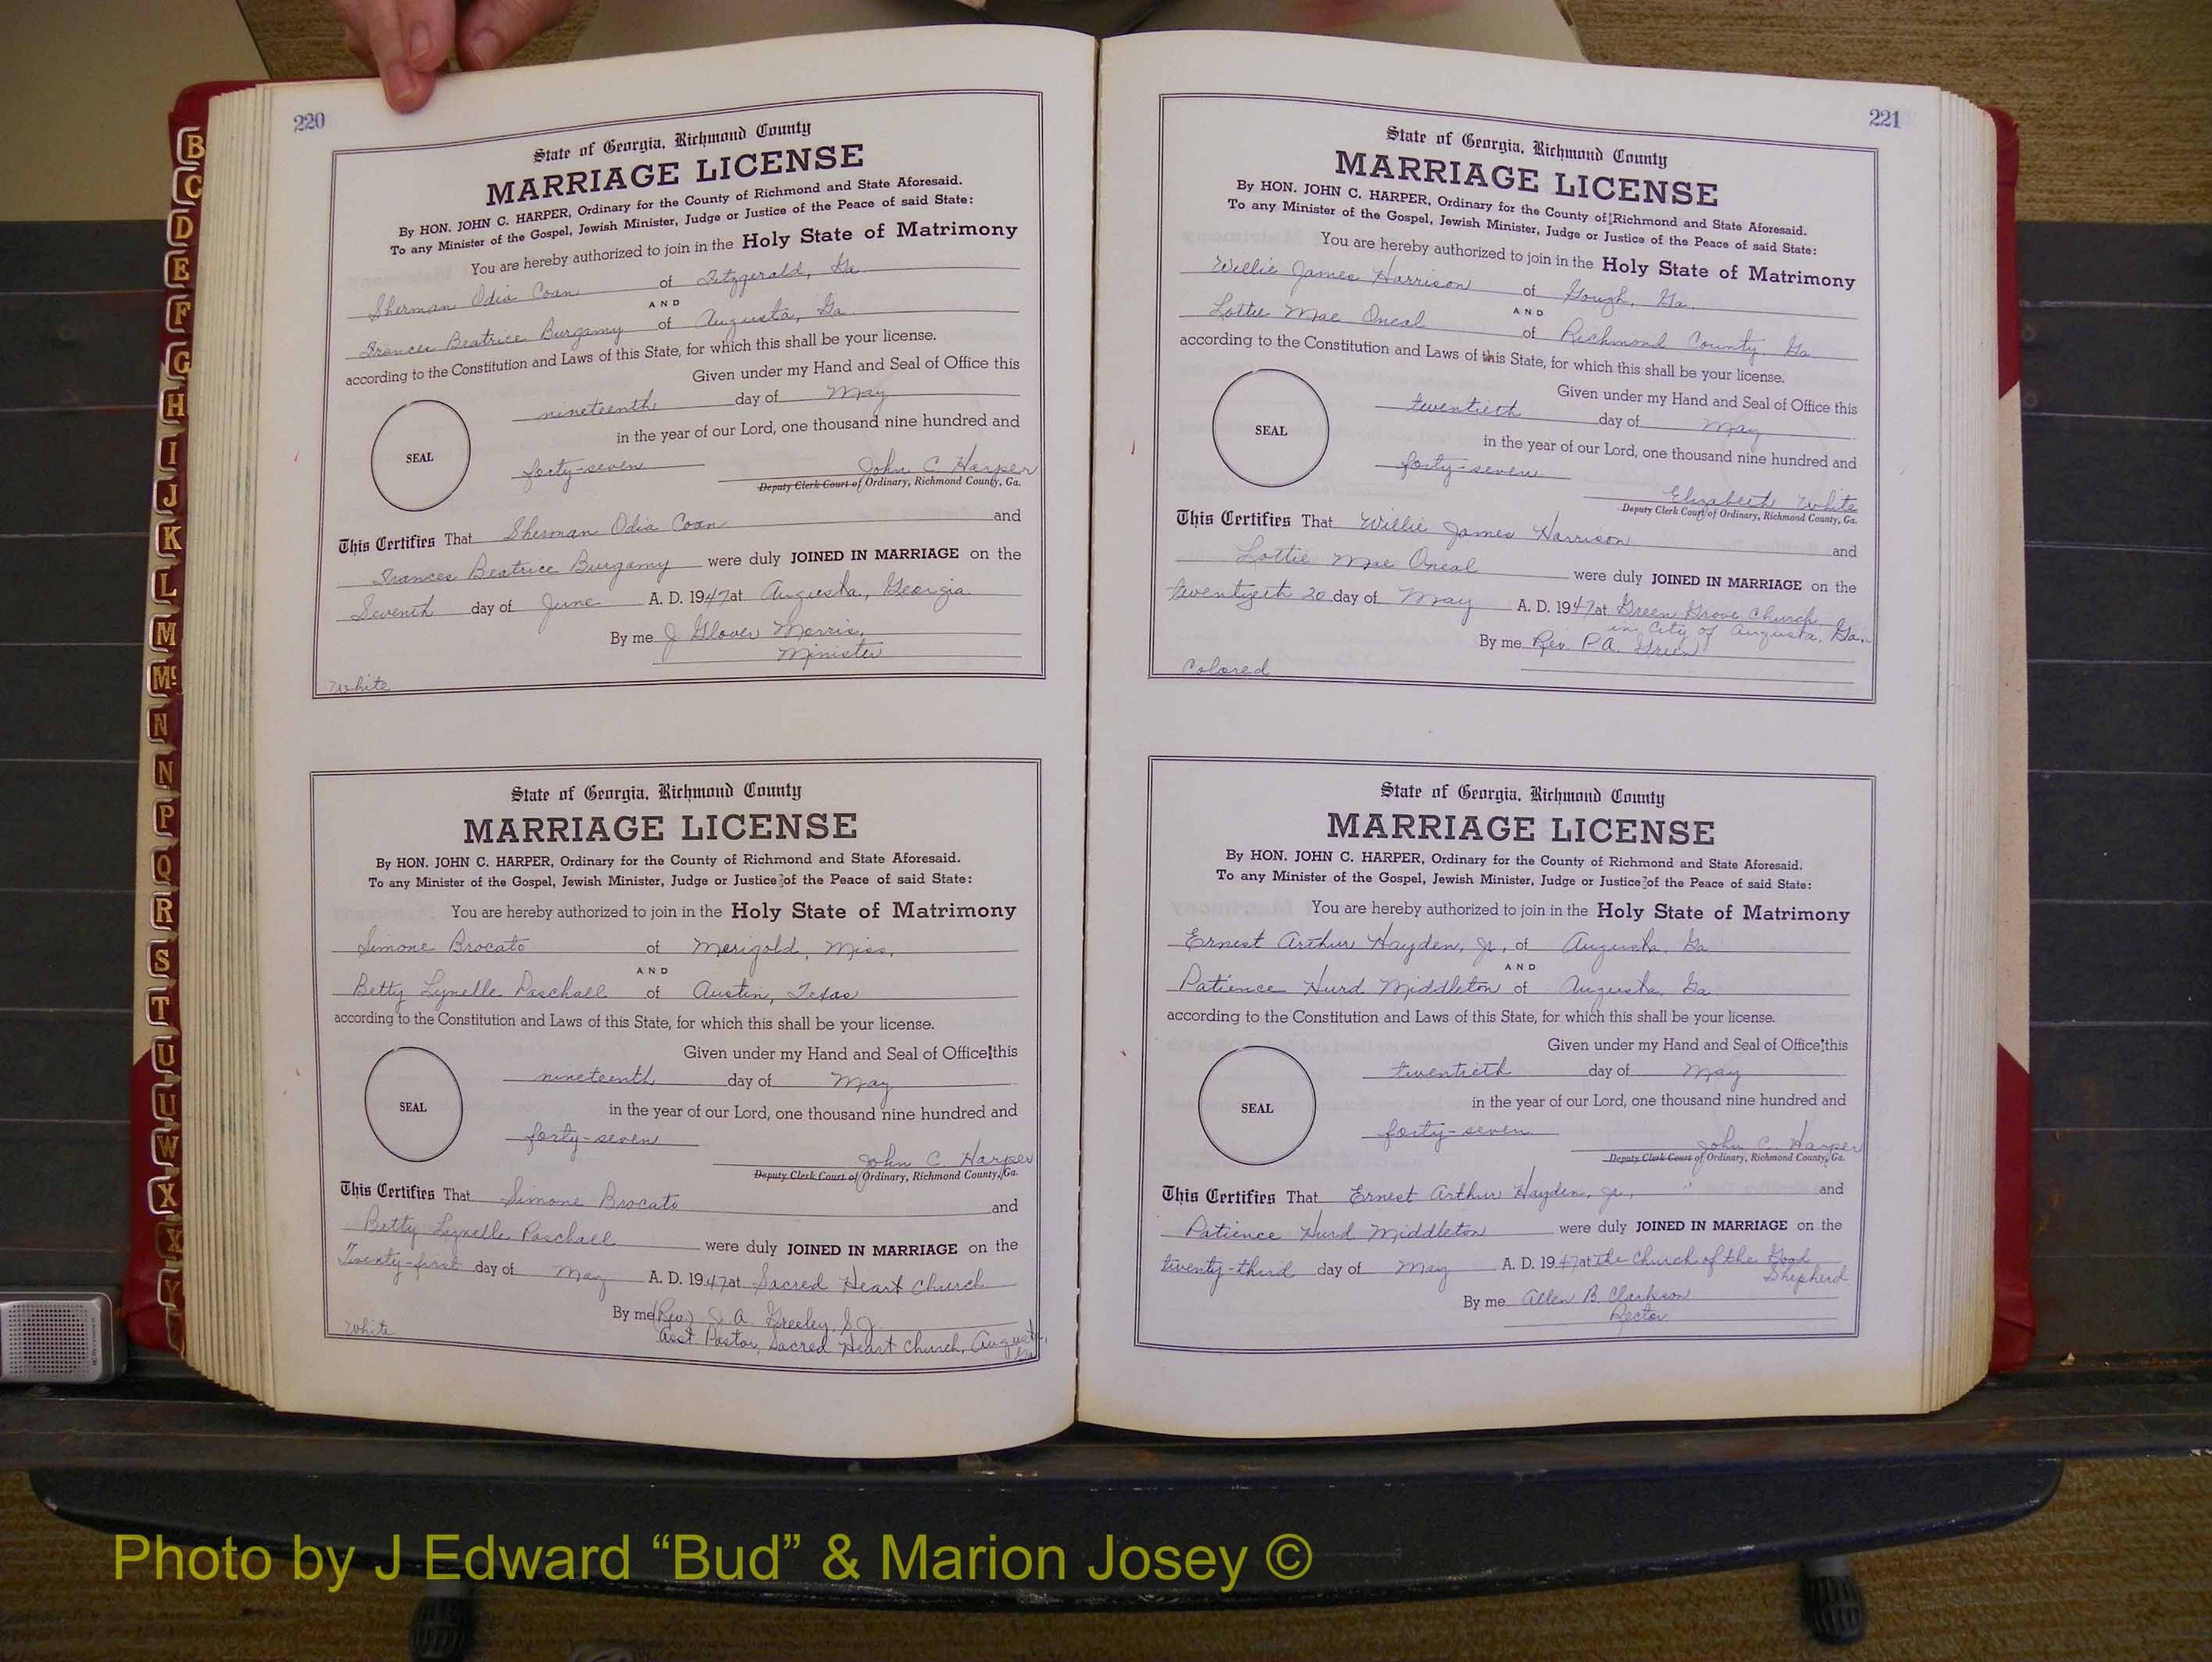 220
State of Georgia, Richmond County
MARRIAGE LICENSE
By HON. JOHN C. HARPER, Ordinary for the County of Richmond and State Aforesaid.
To any Minister of the Gospel, Jewish Minister, Judge or Justice of the Peace of said State:
You are hereby authorized to join in the Holy State of Matrimony
Sherman Odia Coan of Fitzgerald, Ga.
AND
Frances Beatrice Burgamy of Augusta, Ga.
according to the Constitution and Laws of this State, for which this shall be your license.
Given under my Hand and Seal of Office this
nineteenth day of May
in the year of our Lord, one thousand nine hundred and
SEAL
forty-seven
John C. Harper
Deputy Clerk Court of Ordinary, Richmond County, Ga.
This Certifies That Sherman Odia Coan and
Frances Beatrice Burgamy were duly JOINED IN MARRIAGE on the
Seventh day of June A. D. 1947 at Augusta, Georgia
By me J Glover Morris,
Minister
White
State of Georgia, Richmond County
MARRIAGE LICENSE
By HON. JOHN C. HARPER, Ordinary for the County of Richmond and State Aforesaid.
To any Minister of the Gospel, Jewish Minister, Judge or Justice of the Peace of said State:
You are hereby authorized to join in the Holy State of Matrimony
Simone Brocato of Merigold, Miss.
AND
Betty Lynelle Paschall of Austin, Texas
according to the Constitution and Laws of this State, for which this shall be your license.
Given under my Hand and Seal of Office this
nineteenth day of May
SEAL
in the year of our Lord, one thousand nine hundred and
forty-seven
John C. Harper
Deputy Clerk Court of Ordinary, Richmond County, Ga.
This Certifies That Simone Brocato and
Betty Lynelle Paschall were duly JOINED IN MARRIAGE on the
Twenty-first day of May A. D. 1947 at Sacred Heart Church
By me (Rev) J. A. Greeley, S.J.
Asst Pastor, Sacred Heart Church, Augusta,
Ga
White
221
State of Georgia, Richmond County
MARRIAGE LICENSE
By HON. JOHN C. HARPER, Ordinary for the County of Richmond and State Aforesaid.
To any Minister of the Gospel, Jewish Minister, Judge or Justice of the Peace of said State:
You are hereby authorized to join in the Holy State of Matrimony
Willie James Harrison of Gough, Ga.
AND
Lottie Mae Oneal of Richmond County, Ga.
according to the Constitution and Laws of this State, for which this shall be your license.
Given under my Hand and Seal of Office this
twentieth day of May
SEAL
in the year of our Lord, one thousand nine hundred and
forty-seven
Elizabeth White
Deputy Clerk Court of Ordinary, Richmond County, Ga.
This Certifies That Willie James Harrison and
Lottie Mae Oneal were duly JOINED IN MARRIAGE on the
twentyeth 20 day of May A. D. 1947 at Green Grove Church,
in City of Augusta, Ga.
By me Rev. P. A. Green
Colored
State of Georgia, Richmond County
MARRIAGE LICENSE
By HON. JOHN C. HARPER, Ordinary for the County of Richmond and State Aforesaid.
To any Minister of the Gospel, Jewish Minister, Judge or Justice of the Peace of said State:
You are hereby authorized to join in the Holy State of Matrimony
Ernest Arthur Hayden, Jr., of Augusta, Ga
AND
Patience Hurd Middleton of Augusta, Ga
according to the Constitution and Laws of this State, for which this shall be your license.
Given under my Hand and Seal of Office this
twentieth day of May
SEAL
in the year of our Lord, one thousand nine hundred and
forty-seven
John C. Harper
Deputy Clerk Court of Ordinary, Richmond County, Ga.
This Certifies That Ernest Arthur Hayden, Jr., and
Patience Hurd Middleton were duly JOINED IN MARRIAGE on the
twenty-third day of May A. D. 1947 at the Church of the Good
Shepherd
By me Allen B. Clarkson
Rector
B
C
D
E
F
G
H
I
J
K
L
M
Mc
N
N
P
Q
R
S
T
U
U
W
X
X
Y
Photo by J Edward “Bud” & Marion Josey ©